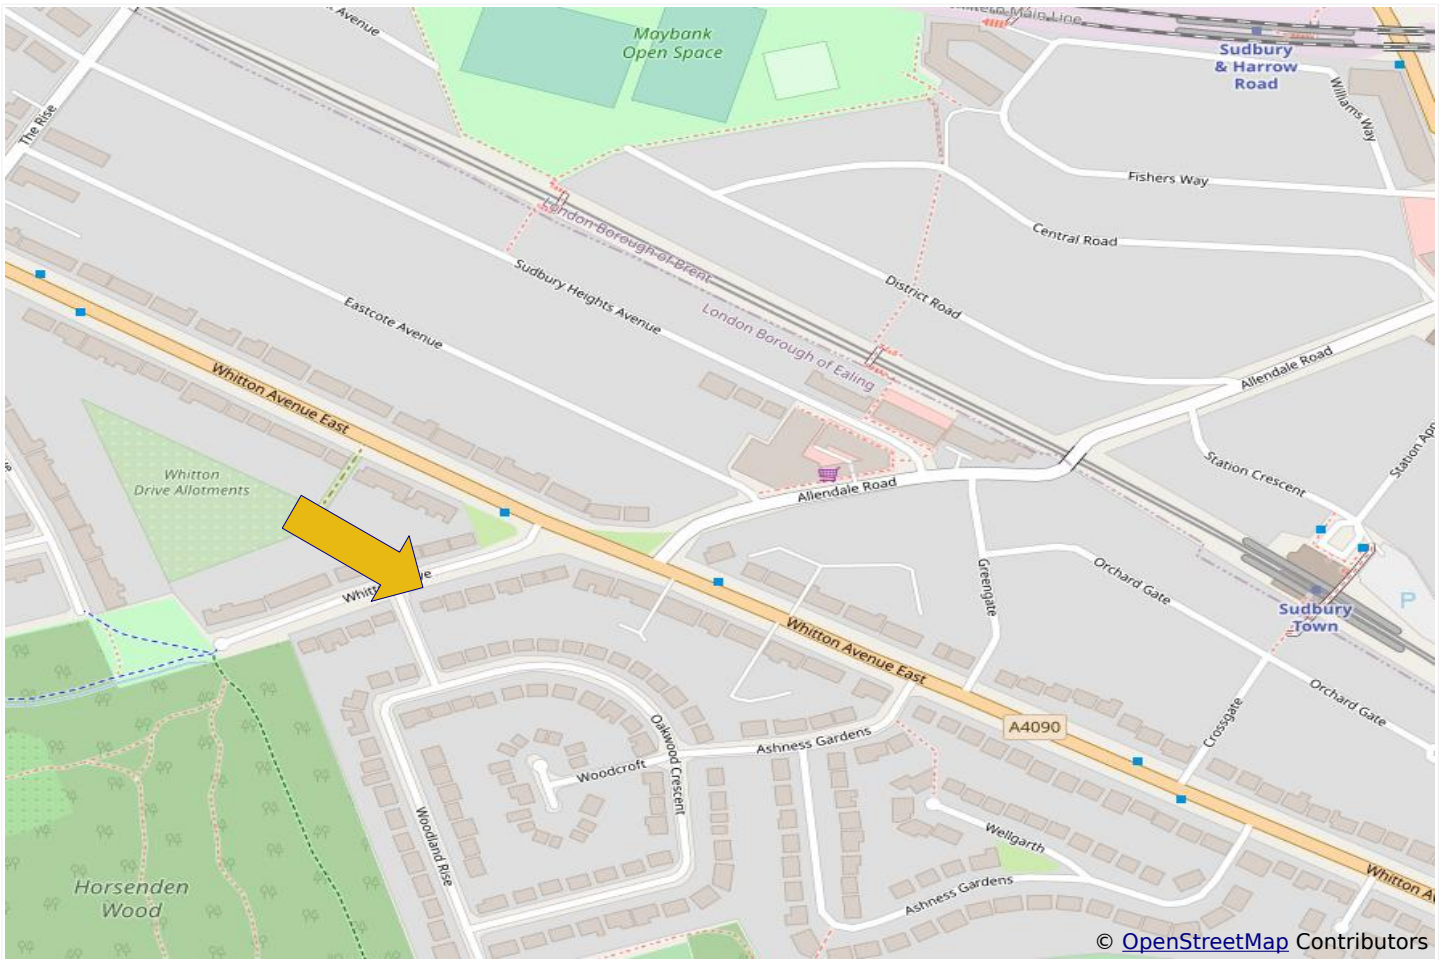 Avenue
Maybank
Open Space
Main Line
Sudbury
& Harrow
Road
Williams Way
The Rise
Fishers Way
London Borough of Brent
Central Road
Sudbury Heights Avenue
District Road
Eastcote Avenue
London Borough of Ealing
Allendale Road
Whitton Avenue East
Whitton
Drive Allotments
Allendale Road
Station Crescent
Station App
Greengate
Orchard Gate
Sudbury
Town
P
Whitton Avenue East
Orchard Gate
Crossgate
A4090
Oakwood Crescent
Ashness Gardens
Woodcroft
Woodland Rise
Wellgarth
Horsenden
Wood
Ashness Gardens
Whitton Av
© OpenStreetMap Contributors